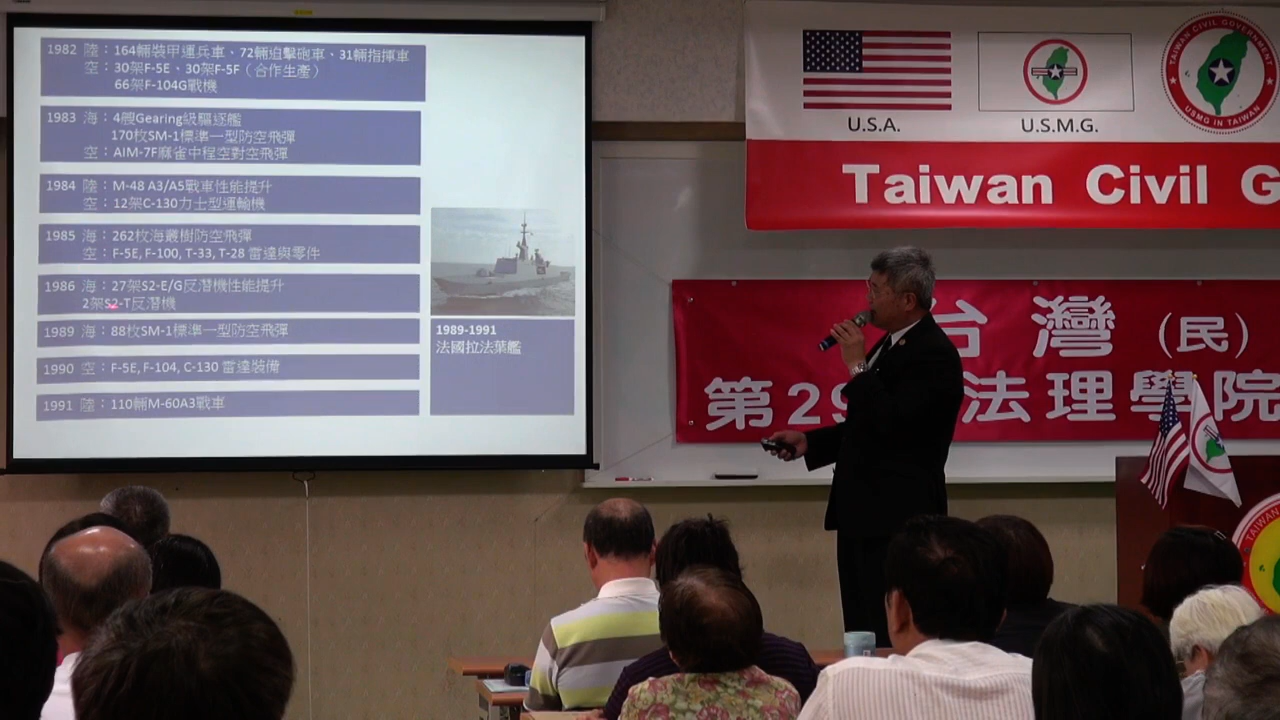 1982 陸：164輛裝甲運兵車、72輛迫擊砲車、31輛指揮車
空：30架F-5E、30架F-5F（合作生產）
66架F-104G戰機
1983 海：4艘Gearing級驅逐艦
170枚SM-1標準一型防空飛彈
空：AIM-7F麻雀中程空對空飛彈
1984 陸：M-48 A3/A5戰車性能提升
空：12架C-130力士型運輸機
1985 海：262枚海叢樹防空飛彈
空：F-5E, F-100, T-33, T-28 雷達與零件
1986 海：27架S2-E/G反潛機性能提升
2架S2-T反潛機
1989 海：88枚SM-1標準一型防空飛彈
1990 空：F-5E, F-104, C-130 雷達裝備
1991 陸：110輛M-60A3戰車
1989-1991
法國拉法葉艦
U.S.A.
U.S.M.G.
TAIWAN CIVIL GOVERNMENT
USMG IN TAIWAN
Taiwan Civil G
台灣（民）
第29 法理學院